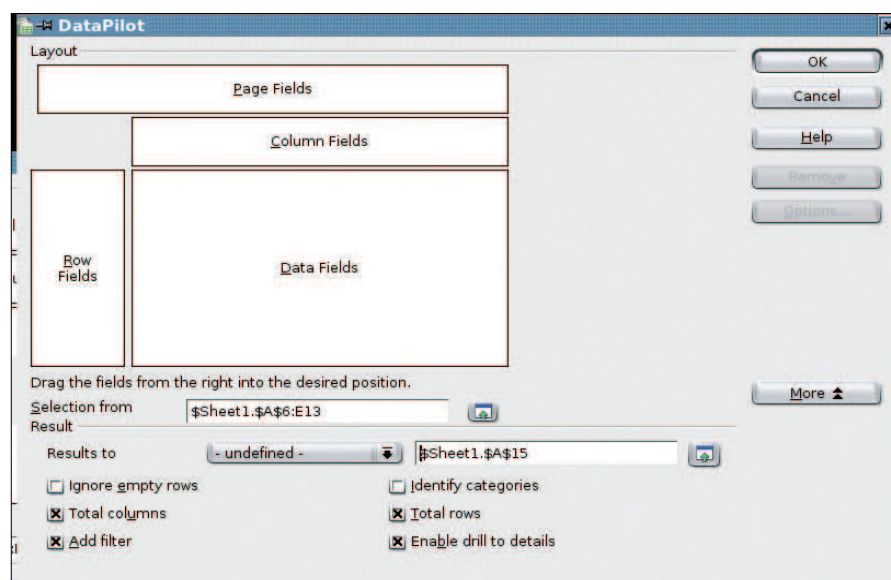 DataPilot
Layout
Page Fields
Column Fields
Row
Fields
Data Fields
OK
Cancel
Help
Remove
Options...
More
Drag the fields from the right into the desired position.
Selection from
$Sheet1.$A$6:E13
Result
Results to
- undefined -
$Sheet1.$A$15
Ignore empty rows
Identify categories
Total columns
Total rows
Add filter
Enable drill to details